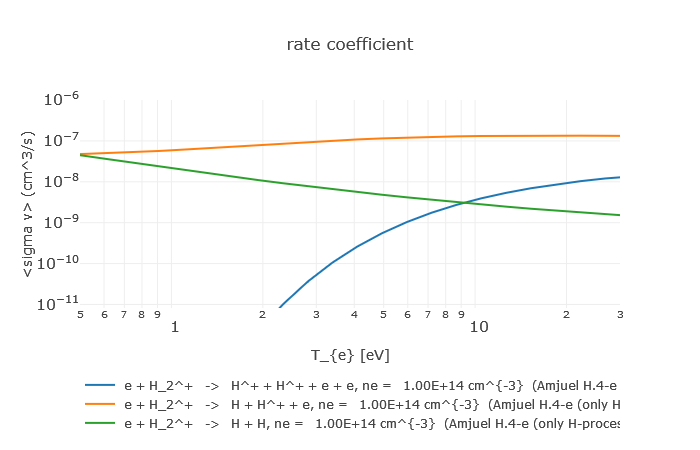 rate coefficient
10−6
10−7
10−8
10−9
10−10
10−11
<sigma v> (cm^3/s)
5 6 7 8 9 1 2 3 4 5 6 7 8 9 10 2 3
T_{e} [eV]
e + H_2^+ -> H^+ + H^+ + e + e, ne = 1.00E+14 cm^{-3} (Amjuel H.4-e
e + H_2^+ -> H + H^+ + e, ne = 1.00E+14 cm^{-3} (Amjuel H.4-e (only H
e + H_2^+ -> H + H, ne = 1.00E+14 cm^{-3} (Amjuel H.4-e (only H-proces